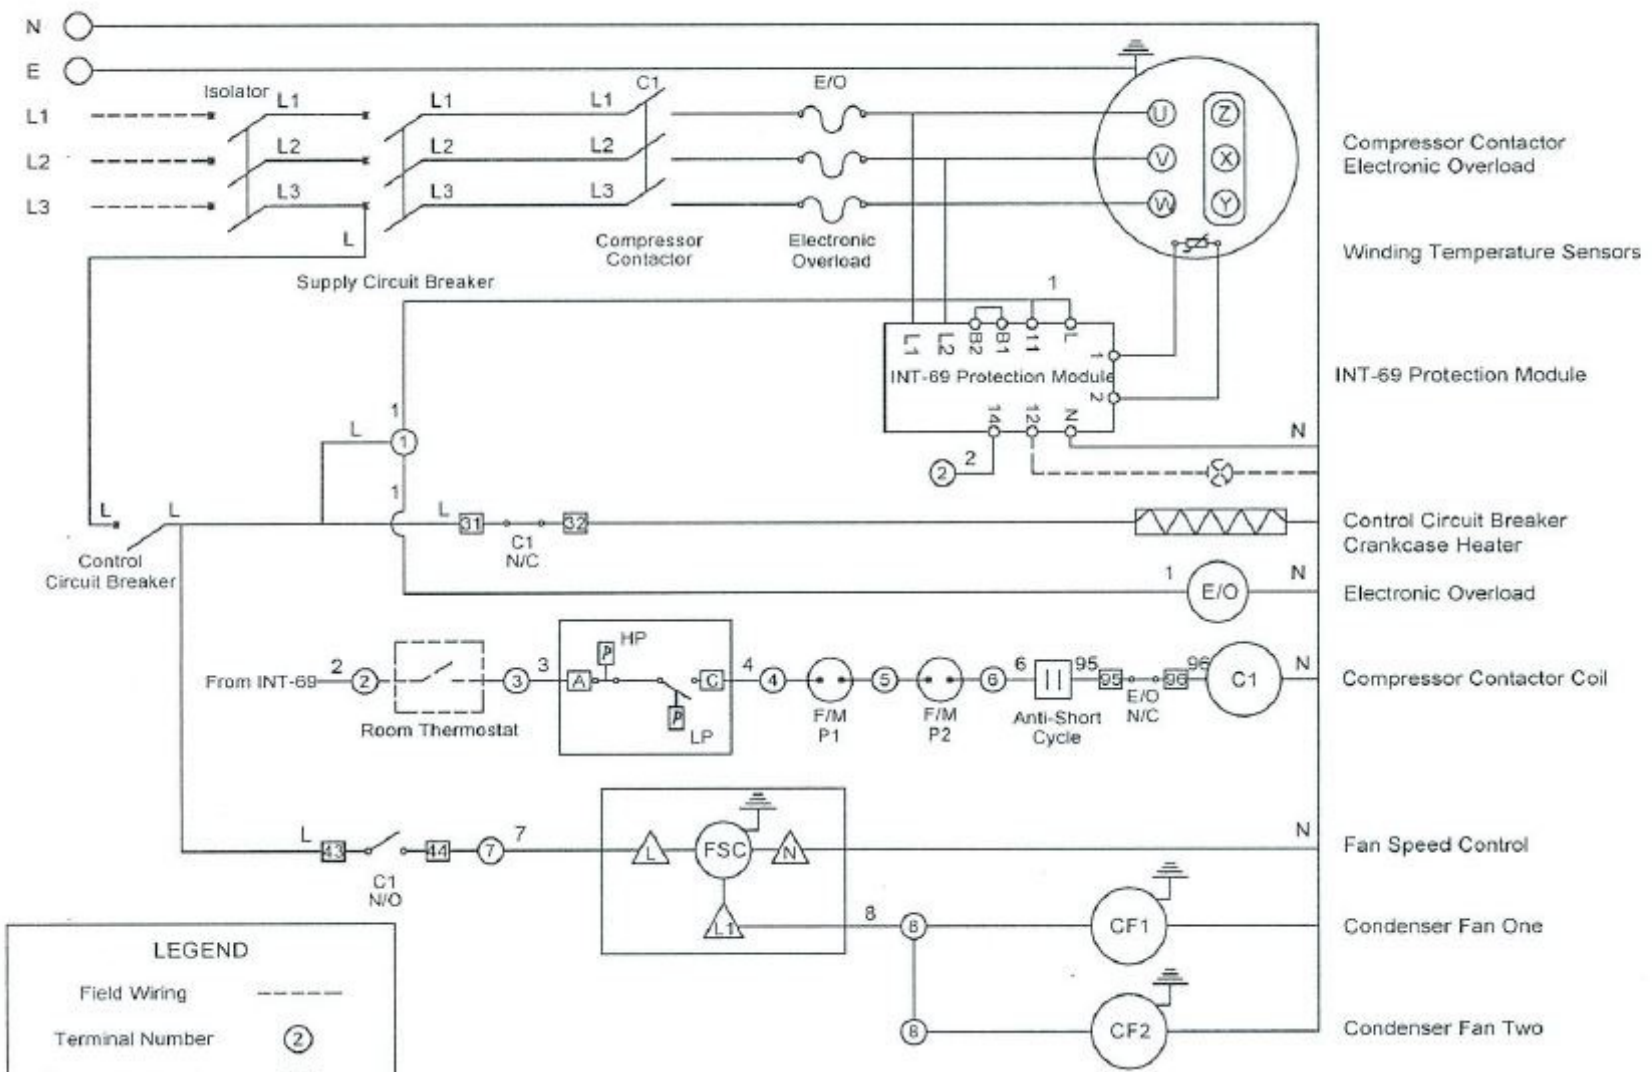 N
E
Isolator
L1 L1 L1 L1 C1 E/O U Z
L2 L2 L2 L2 V X
L3 L3 L3 L3 W Y
Compressor Contactor
Electronic Overload
L
Compressor
Contactor
Electronic
Overload
Supply Circuit Breaker
Winding Temperature Sensors
1
L1 L2 B2 B1 11 L 1
INT-69 Protection Module
2
14 12 N
INT-69 Protection Module
1
L 1 N
2 2
1
L L L 31 32
C1
N/C
Control
Circuit Breaker
Control Circuit Breaker
Crankcase Heater
1 E/O N
Electronic Overload
HP
From INT-69 2 2 3 3 A P C 4 4 5 6 6 95 95 96 96 C1 N
Room Thermostat
P
LP
F/M
P1
F/M
P2
Anti-Short
Cycle
E/O
N/C
Compressor Contactor Coil
L 43 44 7 7 L FSC N N
C1
N/O
Fan Speed Control
L1 8 8 CF1
Condenser Fan One
8 CF2
Condenser Fan Two
LEGEND
Field Wiring
Terminal Number 2